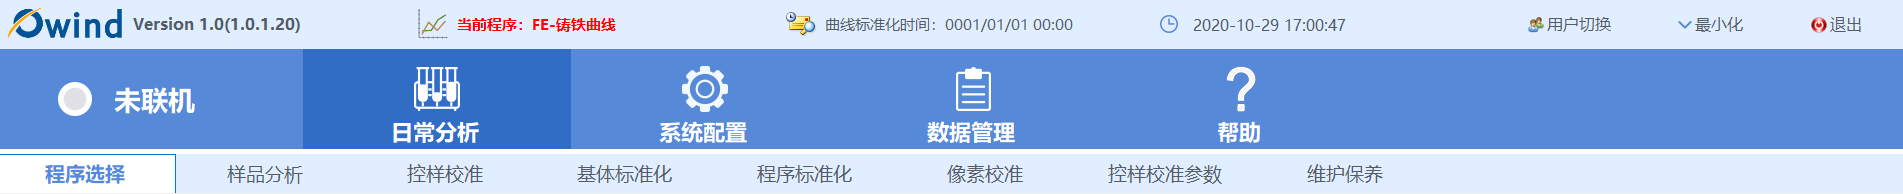 Owind Version 1.0(1.0.1.20) 当前程序：FE-铸铁曲线 曲线标准化时间：0001/01/01 00:00 2020-10-29 17:00:47 用户切换 最小化 退出
未联机 日常分析 系统配置 数据管理 帮助
程序选择 样品分析 控样校准 基体标准化 程序标准化 像素校准 控样校准参数 维护保养